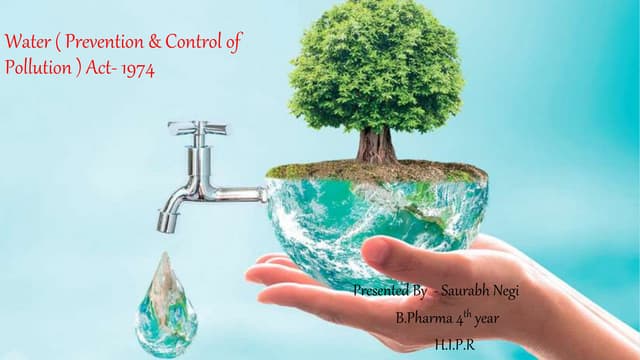 Water ( Prevention & Control of
Pollution ) Act- 1974
Presented By - Saurabh Negi
B.Pharma 4th year
H.I.P.R